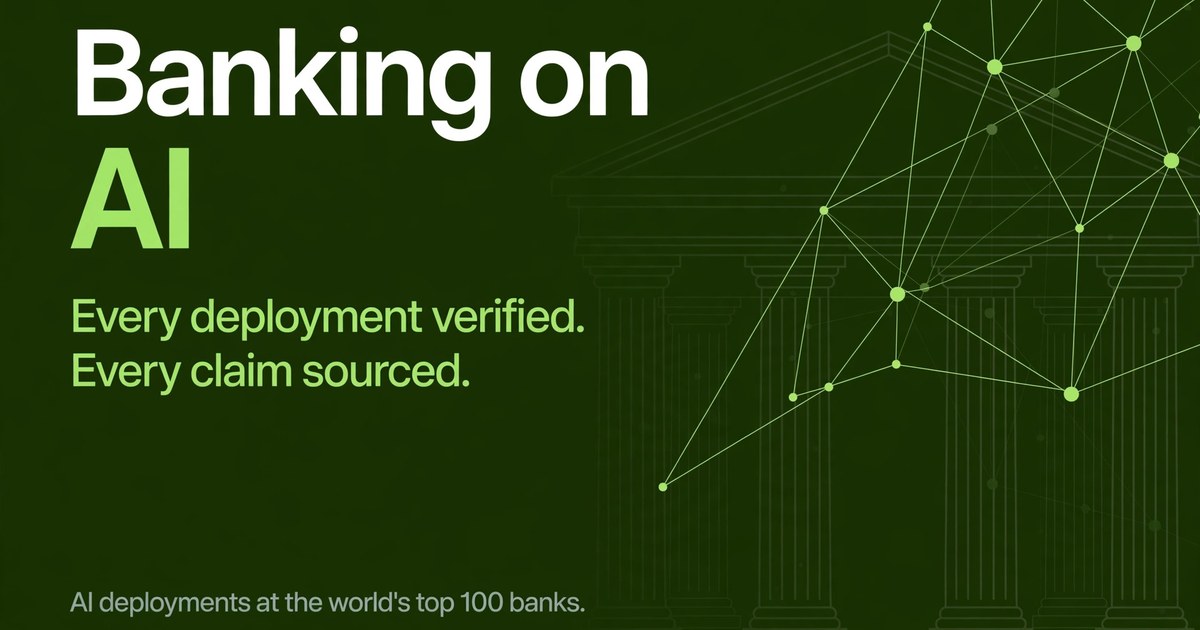 Banking on
AI
Every deployment verified.
Every claim sourced.
AI deployments at the world's top 100 banks.